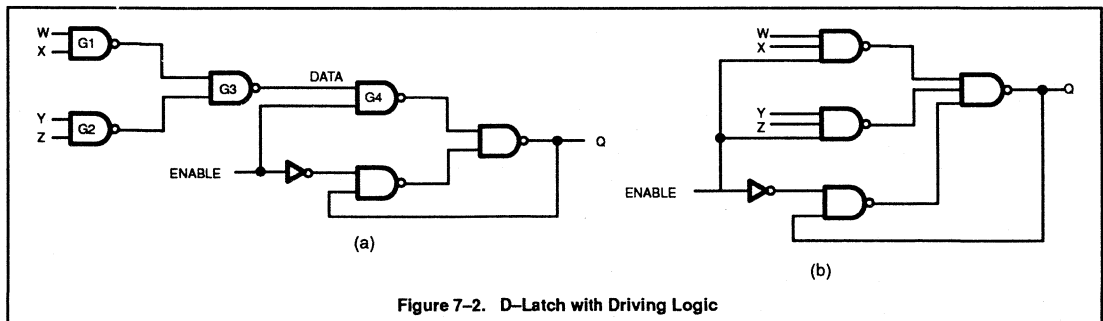 W
X
G1
Y
Z
G2
G3
DATA
G4
ENABLE
Q
(a)
W
X
Y
Z
ENABLE
Q
(b)
Figure 7–2. D–Latch with Driving Logic